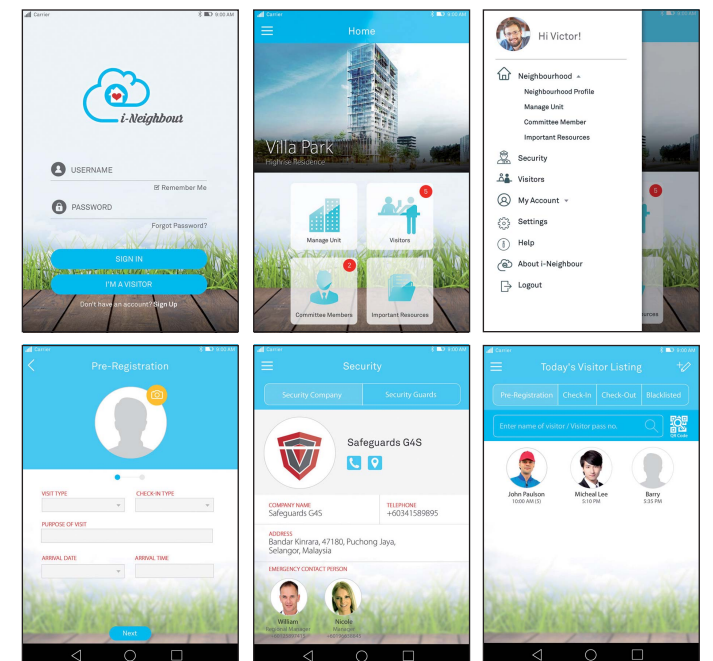 Carrier 9:00 AM
i-Neighbour
USERNAME
Remember Me
PASSWORD
Forgot Password?
SIGN IN
I'M A VISITOR
Don't have an account? Sign Up
Carrier 9:00 AM
Home
Villa Park
Highrise Residence
Manage Unit
5
Visitors
2
Committee Members
Important Resources
9:00 AM
Hi Victor!
Neighbourhood
Neighbourhood Profile
Manage Unit
Committee Member
Important Resources
Security
Visitors
My Account
Settings
Help
About i-Neighbour
Logout
5
Carrier 9:00 AM
Pre-Registration
VISIT TYPE
CHECK-IN TYPE
PURPOSE OF VISIT
ARRIVAL DATE
ARRIVAL TIME
Next
Carrier 9:00 AM
Security
Security Company
Security Guards
Safeguards G4S
COMPANY NAME
Safeguards G4S
TELEPHONE
+60341589895
ADDRESS
Bandar Kinrara, 47180, Puchong Jaya,
Selangor, Malaysia
EMERGENCY CONTACT PERSON
William
Regional Manager
Nicole
Manager
Carrier 9:00 AM
Today's Visitor Listing
Pre-Registration
Check-In
Check-Out
Blacklisted
Enter name of visitor / Visitor pass no.
QR Code
John Paulson
10:00 AM (5)
Micheal Lee
5:10 PM
Barry
5:35 PM